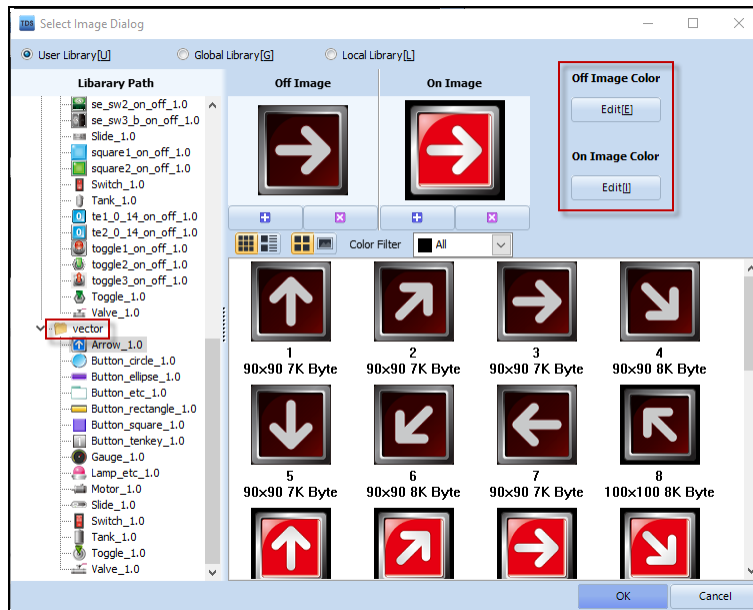 TDS Select Image Dialog
User Library[U] Global Library[G] Local Library[L]
Libarary Path
se_sw2_on_off_1.0
se_sw3_b_on_off_1.0
Slide_1.0
square1_on_off_1.0
square2_on_off_1.0
Switch_1.0
Tank_1.0
te1_0_14_on_off_1.0
te2_0_14_on_off_1.0
toggle1_on_off_1.0
toggle2_on_off_1.0
toggle3_on_off_1.0
Toggle_1.0
Valve_1.0
vector
Arrow_1.0
Button_circle_1.0
Button_ellipse_1.0
Button_etc_1.0
Button_rectangle_1.0
Button_square_1.0
Button_tenkey_1.0
Gauge_1.0
Lamp_etc_1.0
Motor_1.0
Slide_1.0
Switch_1.0
Tank_1.0
Toggle_1.0
Valve_1.0
Off Image On Image
Off Image Color
Edit[E]
On Image Color
Edit[I]
Color Filter All
1 2 3 4
90x90 7K Byte 90x90 7K Byte 90x90 7K Byte 90x90 8K Byte
5 6 7 8
90x90 7K Byte 90x90 8K Byte 90x90 7K Byte 100x100 8K Byte
OK Cancel